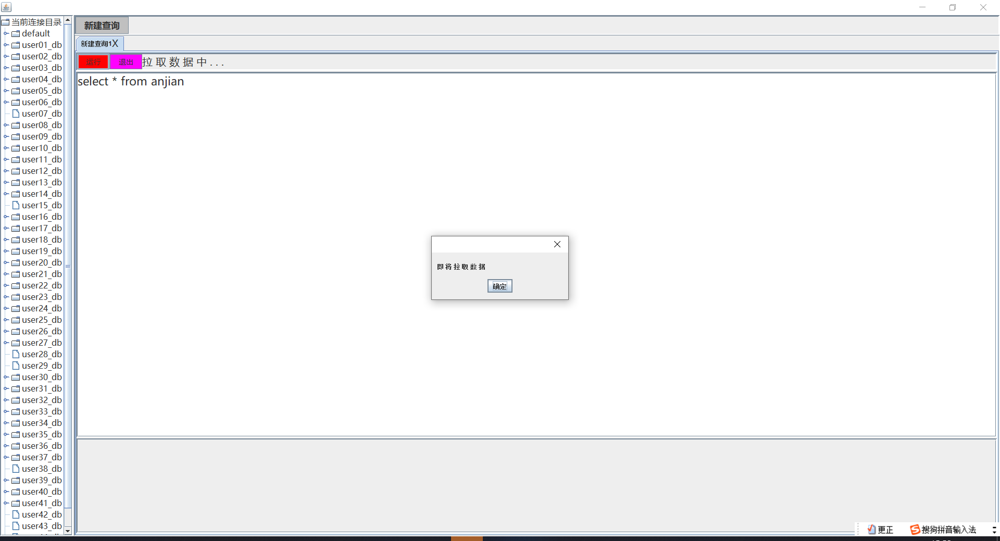 当前连接目录
default
user01_db
user02_db
user03_db
user04_db
user05_db
user06_db
user07_db
user08_db
user09_db
user10_db
user11_db
user12_db
user13_db
user14_db
user15_db
user16_db
user17_db
user18_db
user19_db
user20_db
user21_db
user22_db
user23_db
user24_db
user25_db
user26_db
user27_db
user28_db
user29_db
user30_db
user31_db
user32_db
user33_db
user34_db
user35_db
user36_db
user37_db
user38_db
user39_db
user40_db
user41_db
user42_db
user43_db
新建查询
新建查询1X
运行 退出 拉取数据中...
select * from anjian
即将拉取数据
确定
更正 搜狗拼音输入法